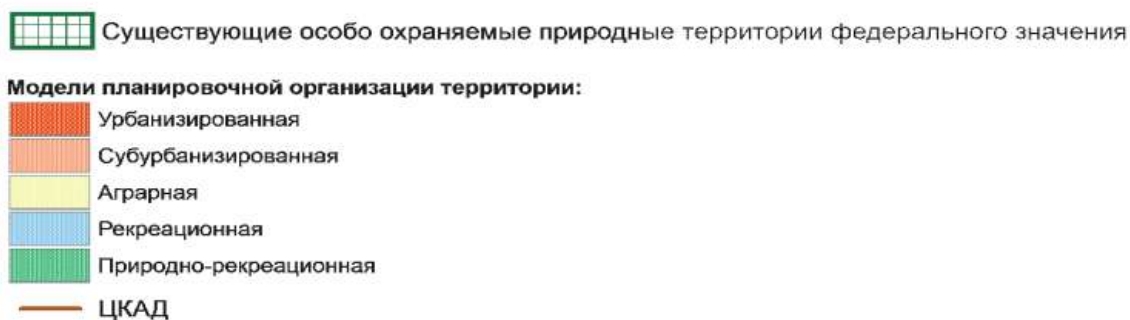 Существующие особо охраняемые природные территории федерального значения
Модели планировочной организации территории:
Урбанизированная
Субурбанизированная
Аграрная
Рекреационная
Природно-рекреационная
ЦКАД